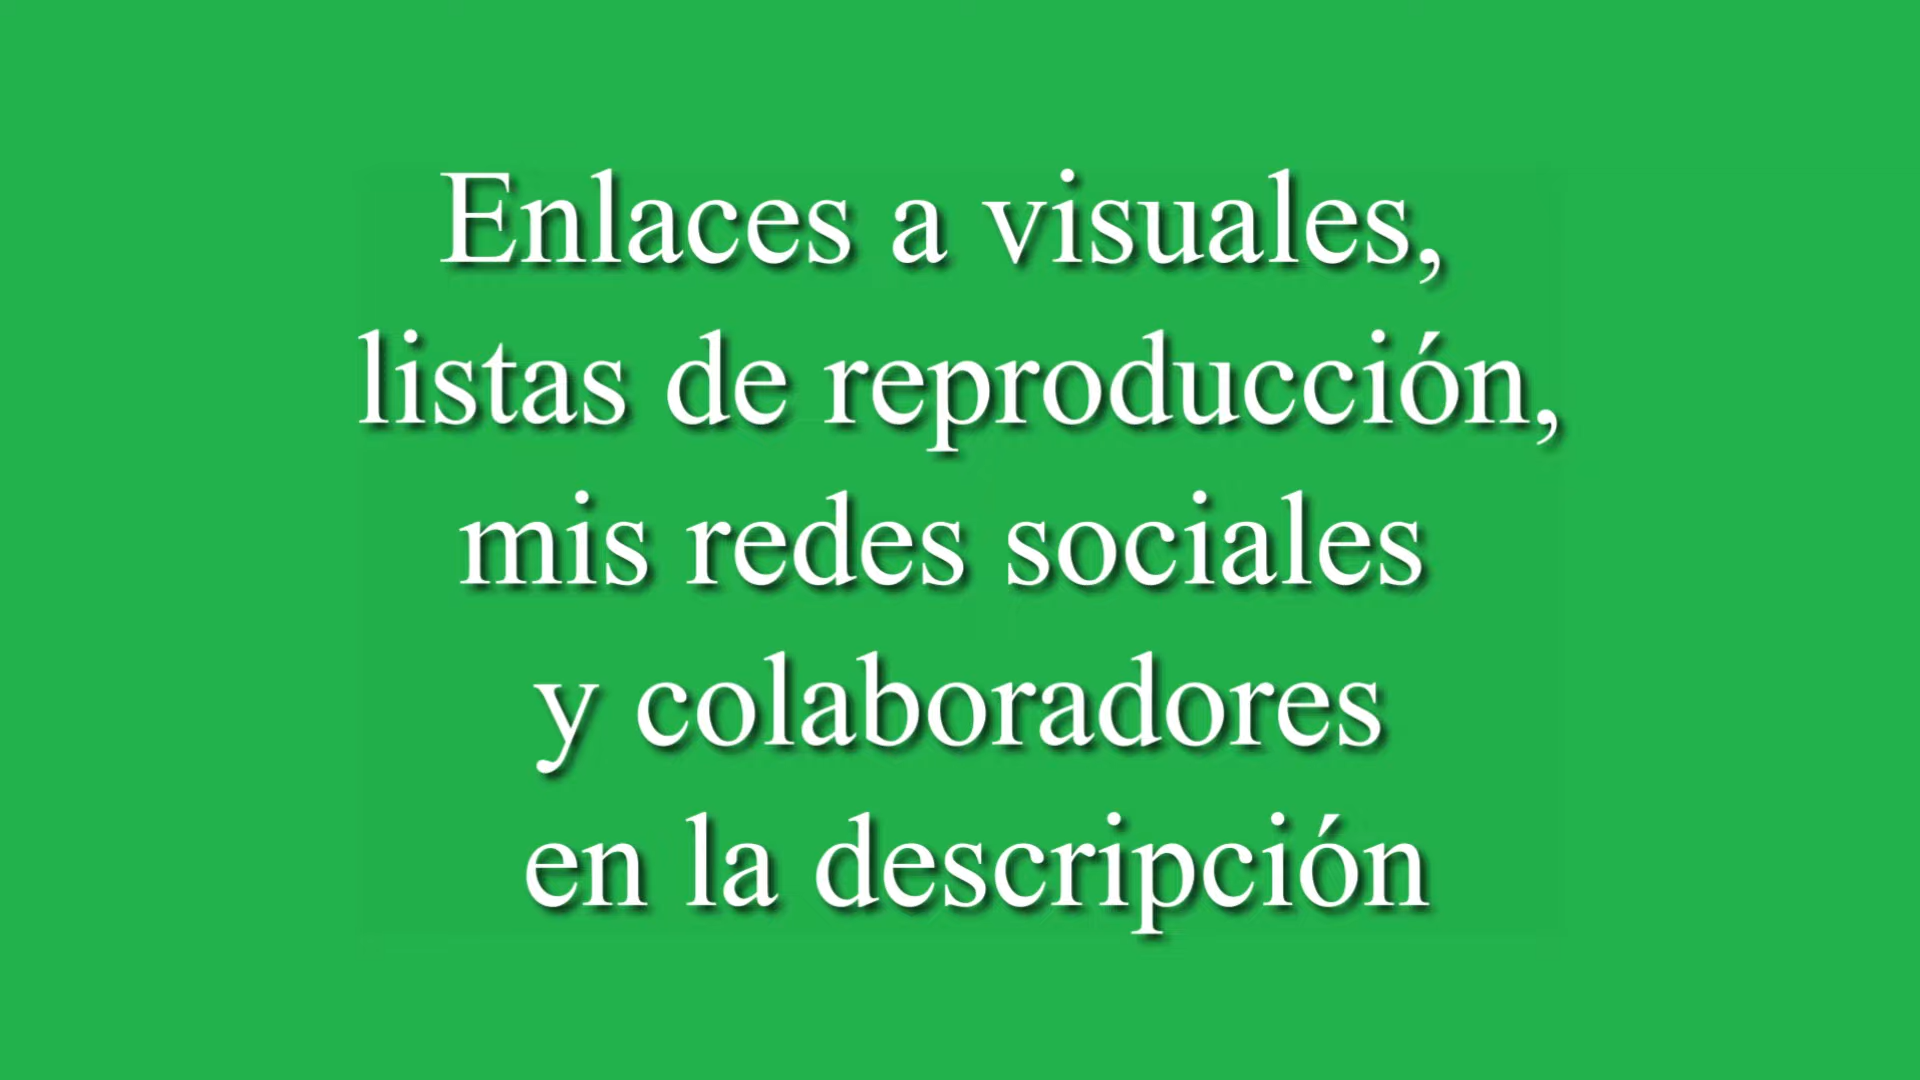 Enlaces a visuales,
listas de reproducción,
mis redes sociales
y colaboradores
en la descripción